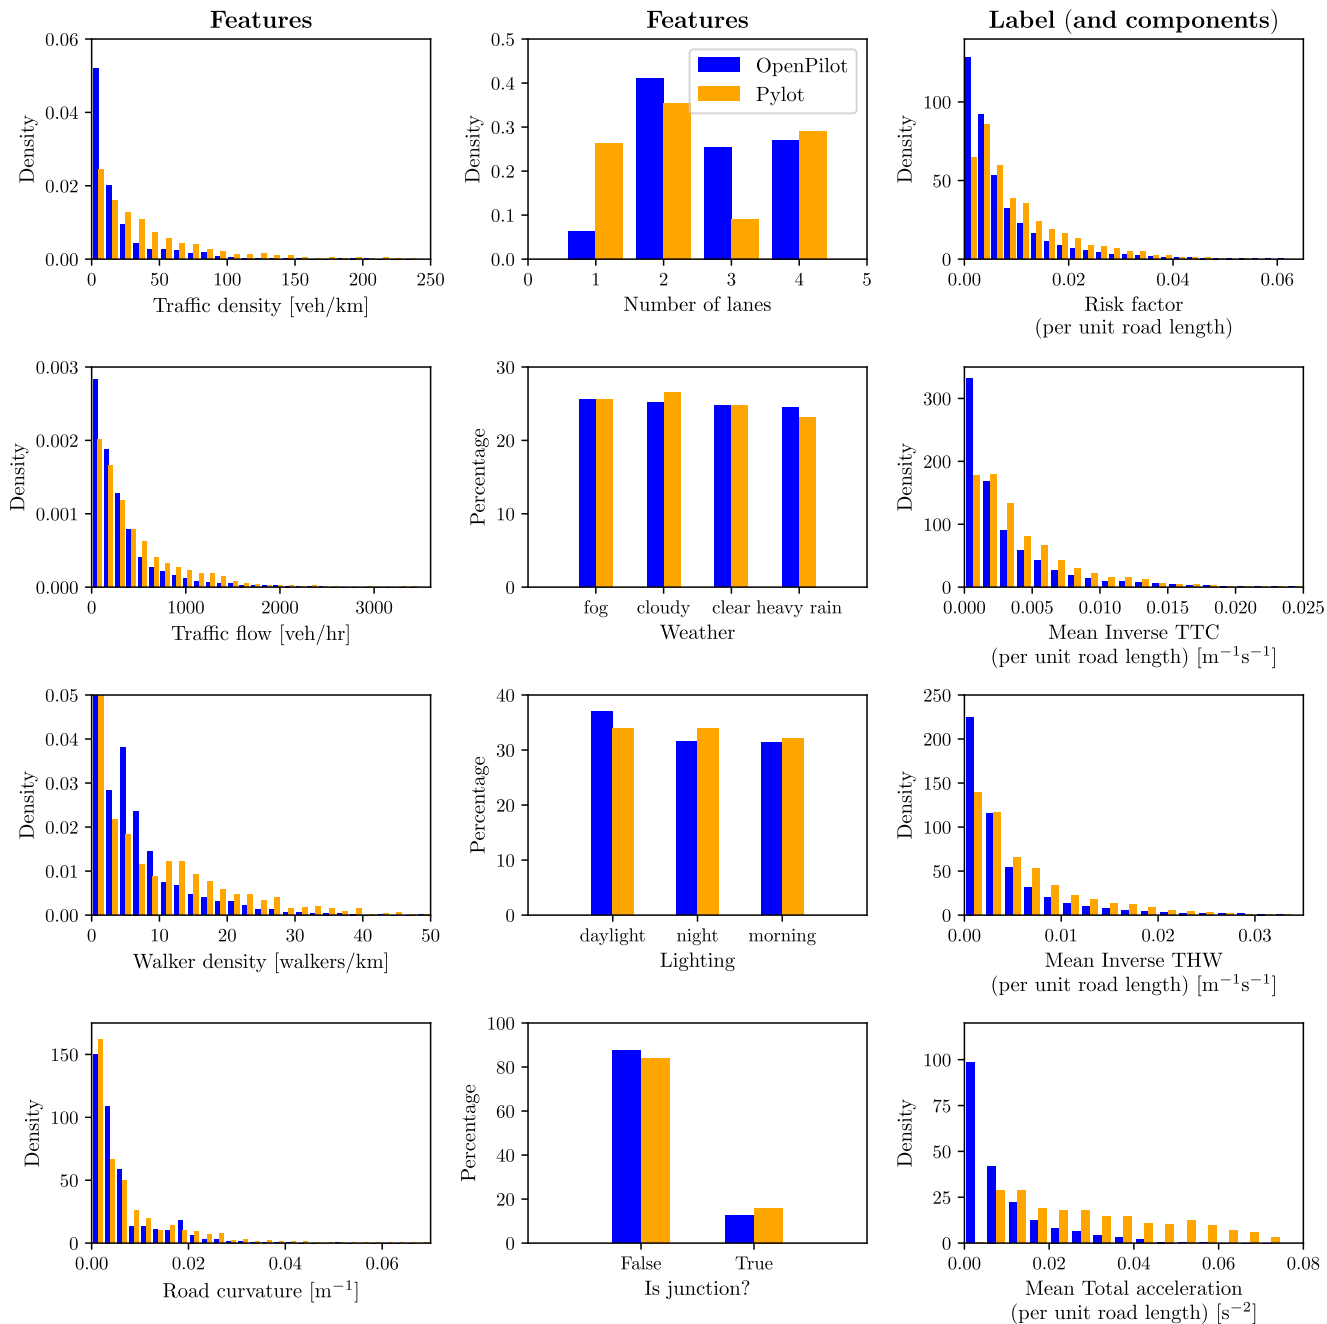 Features
Features
Label (and components)
0.06
0.04
0.02
0.00
Density
0
50
100
150
200
250
Traffic density [veh/km]
0.5
0.4
0.3
0.2
0.1
0.0
Density
OpenPilot
Pylot
0
1
2
3
4
5
Number of lanes
100
50
0
Density
0.00
0.02
0.04
0.06
Risk factor
(per unit road length)
0.003
0.002
0.001
0.000
Density
0
1000
2000
3000
Traffic flow [veh/hr]
30
20
10
0
Percentage
fog
cloudy
clear
heavy rain
Weather
300
200
100
0
Density
0.000
0.005
0.010
0.015
0.020
0.025
Mean Inverse TTC
(per unit road length) [m⁻¹s⁻¹]
0.05
0.04
0.03
0.02
0.01
0.00
Density
0
10
20
30
40
50
Walker density [walkers/km]
40
30
20
10
0
Percentage
daylight
night
morning
Lighting
250
200
150
100
50
0
Density
0.00
0.01
0.02
0.03
Mean Inverse THW
(per unit road length) [m⁻¹s⁻¹]
150
100
50
0
Density
0.00
0.02
0.04
0.06
Road curvature [m⁻¹]
100
80
60
40
20
0
Percentage
False
True
Is junction?
100
75
50
25
0
Density
0.00
0.02
0.04
0.06
0.08
Mean Total acceleration
(per unit road length) [s⁻²]